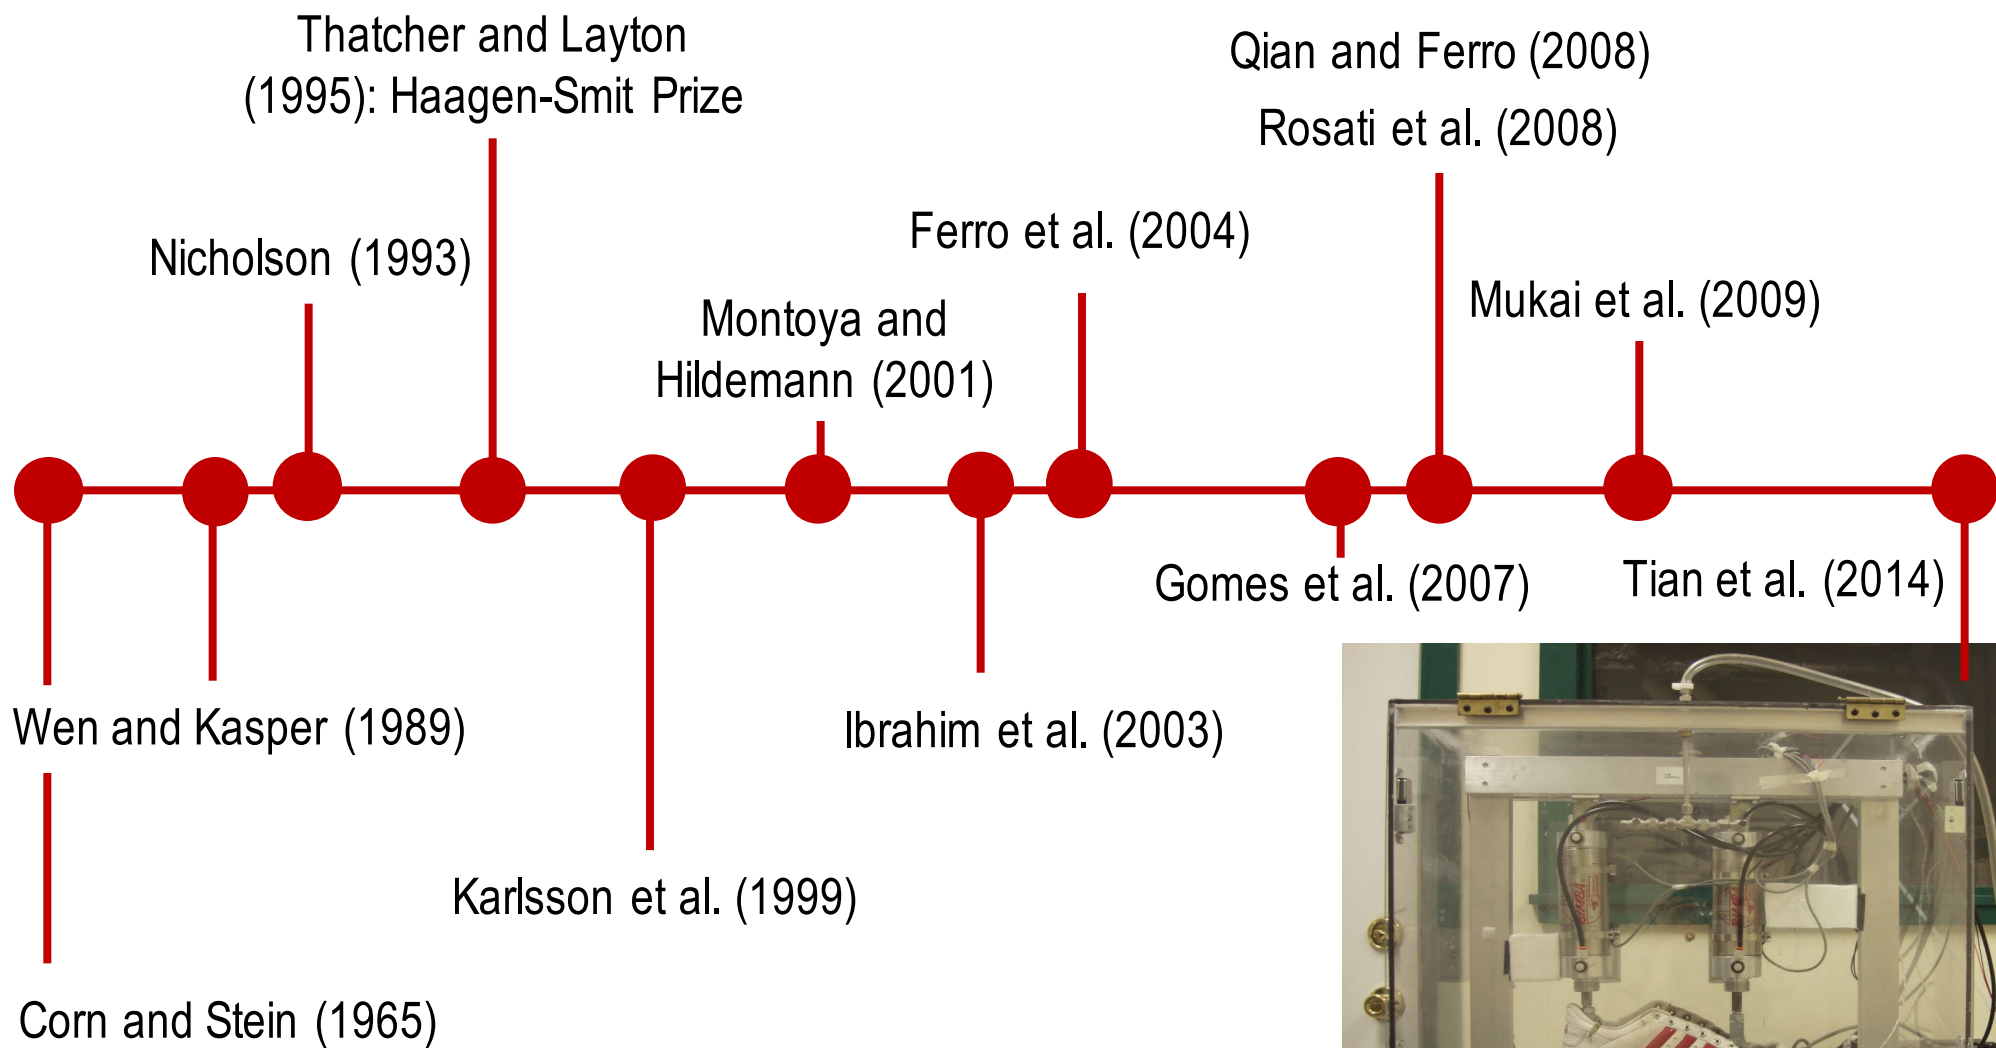 Thatcher and Layton
(1995): Haagen-Smit Prize
Qian and Ferro (2008)
Rosati et al. (2008)
Nicholson (1993)
Ferro et al. (2004)
Montoya and
Hildemann (2001)
Mukai et al. (2009)
Gomes et al. (2007)
Tian et al. (2014)
Wen and Kasper (1989)
Ibrahim et al. (2003)
Karlsson et al. (1999)
Corn and Stein (1965)
BIMBA
BIMBA